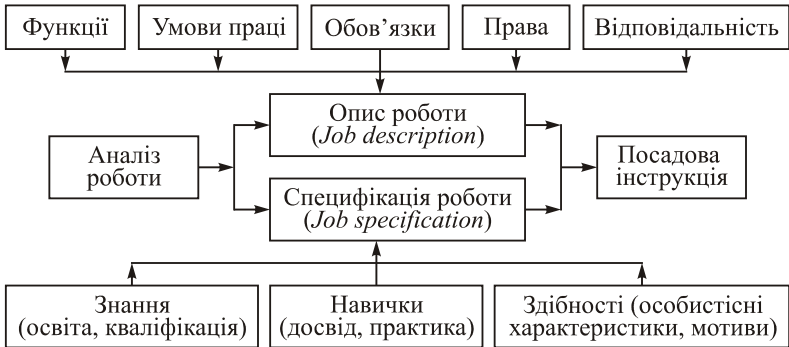 Функції
Умови праці
Обов’язки
Права
Відповідальність
Опис роботи
(Job description)
Аналіз
роботи
Посадова
інструкція
Специфікація роботи
(Job specification)
Знання
(освіта, кваліфікація)
Навички
(досвід, практика)
Здібності (особистісні
характеристики, мотиви)